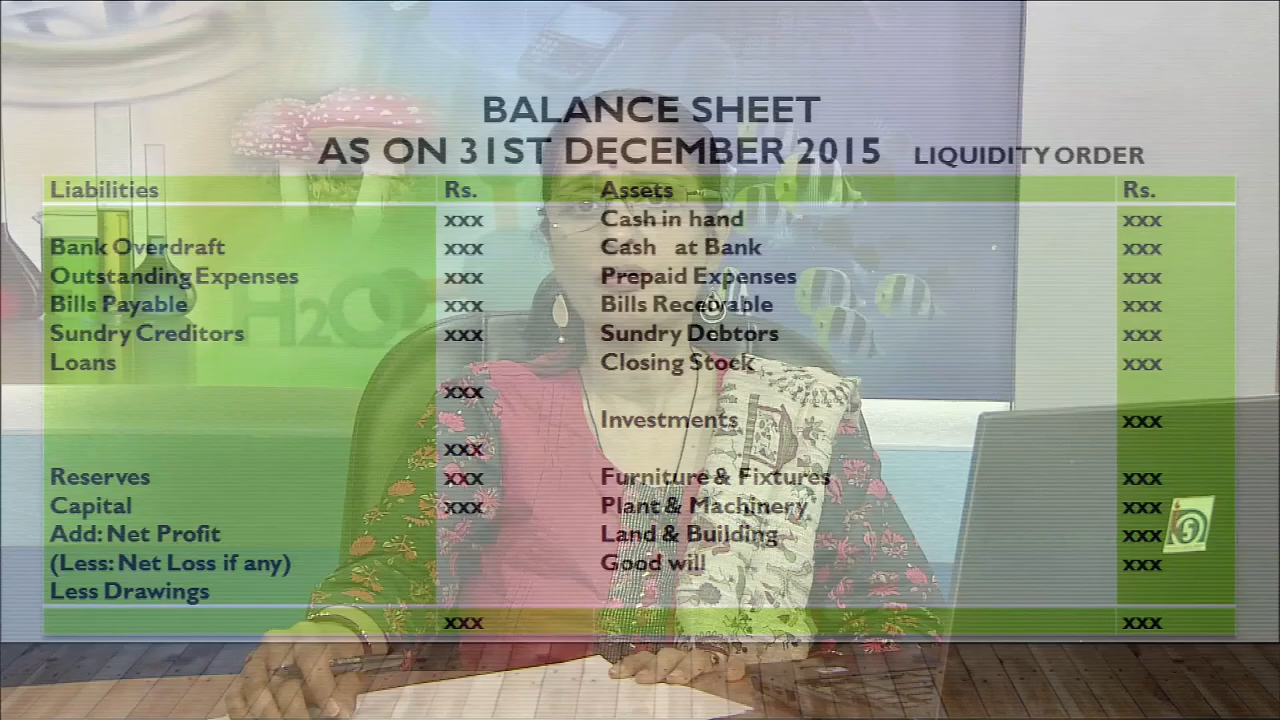 BALANCE SHEET
AS ON 31ST DECEMBER 2015 LIQUIDITY ORDER
Liabilities Rs. Assets Rs.
xxx Cash in hand xxx
Bank Overdraft xxx Cash at Bank xxx
Outstanding Expenses xxx Prepaid Expenses xxx
Bills Payable xxx Bills Receivable xxx
Sundry Creditors xxx Sundry Debtors xxx
Loans Closing Stock xxx
xxx
Investments xxx
xxx
Reserves xxx Furniture & Fixtures xxx
Capital xxx Plant & Machinery xxx
Add: Net Profit Land & Building xxx
(Less: Net Loss if any) Good will xxx
Less Drawings
xxx xxx
H2O